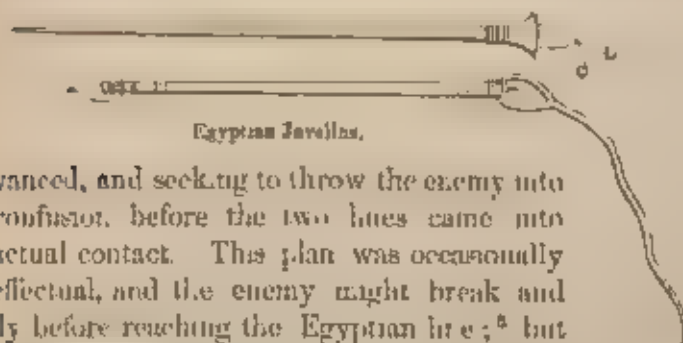 Egyptian Javelins.
vanced, and seeking to throw the enemy into
confusion before the two lines came into
actual contact. This plan was occasionally
effectual, and the enemy might break and
ly before reaching the Egyptian line; but